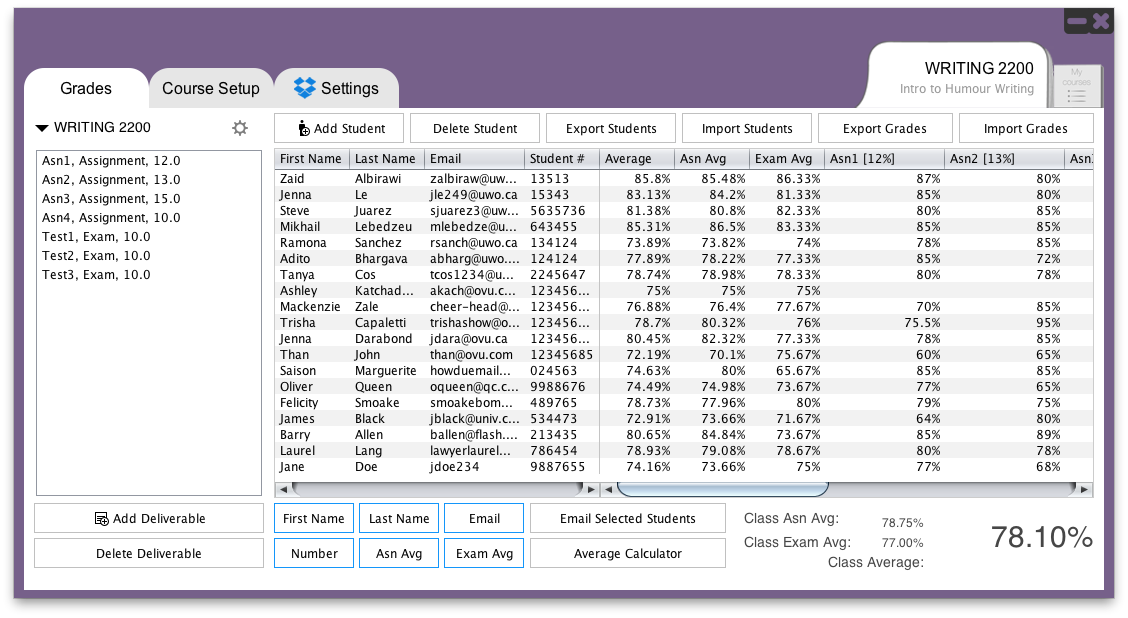 WRITING 2200
Intro to Humour Writing
My courses
Grades Course Setup Settings
WRITING 2200
Add Student Delete Student Export Students Import Students Export Grades Import Grades
Asn1, Assignment, 12.0
Asn2, Assignment, 13.0
Asn3, Assignment, 15.0
Asn4, Assignment, 10.0
Test1, Exam, 10.0
Test2, Exam, 10.0
Test3, Exam, 10.0
First Name Last Name Email Student # Average Asn Avg Exam Avg Asn1 [12%] Asn2 [13%] Asn
Zaid Albirawi zalbiraw@uw... 13513 85.8% 85.48% 86.33% 87% 80%
Jenna Le jle249@uwo.ca 15343 83.13% 84.2% 81.33% 85% 85%
Steve Juarez sjuarez3@uw... 5635736 81.38% 80.8% 82.33% 80% 85%
Mikhail Lebedzeu mlebedze@u... 643455 85.31% 86.5% 83.33% 85% 85%
Ramona Sanchez rsanch@uwo.ca 134124 73.89% 73.82% 74% 78% 85%
Adito Bhargava abharg@uwo.... 124124 77.89% 78.22% 77.33% 85% 72%
Tanya Cos tcos1234@u... 2245647 78.74% 78.98% 78.33% 80% 78%
Ashley Katchad... akach@ovu.c... 123456... 75% 75% 75%
Mackenzie Zale cheer-head@... 123456... 76.88% 76.4% 77.67% 70% 85%
Trisha Capaletti trishashow@o... 123456... 78.7% 80.32% 76% 75.5% 95%
Jenna Darabond jdara@ovu.ca 123456... 80.45% 82.32% 77.33% 78% 85%
Than John than@ovu.com 12345685 72.19% 70.1% 75.67% 60% 65%
Saison Marguerite howduemail... 024563 74.63% 80% 65.67% 85% 85%
Oliver Queen oqueen@qc.c... 9988676 74.49% 74.98% 73.67% 77% 65%
Felicity Smoake smoakebom... 489765 78.73% 77.96% 80% 79% 75%
James Black jblack@univ.c... 534473 72.91% 73.66% 71.67% 64% 80%
Barry Allen ballen@flash.... 213435 80.65% 84.84% 73.67% 85% 89%
Laurel Lang lawyerlaurel... 786454 78.93% 79.08% 78.67% 80% 78%
Jane Doe jdoe234 9887655 74.16% 73.66% 75% 77% 68%
Add Deliverable First Name Last Name Email Email Selected Students
Delete Deliverable Number Asn Avg Exam Avg Average Calculator
Class Asn Avg: 78.75%
Class Exam Avg: 77.00%
Class Average: 78.10%